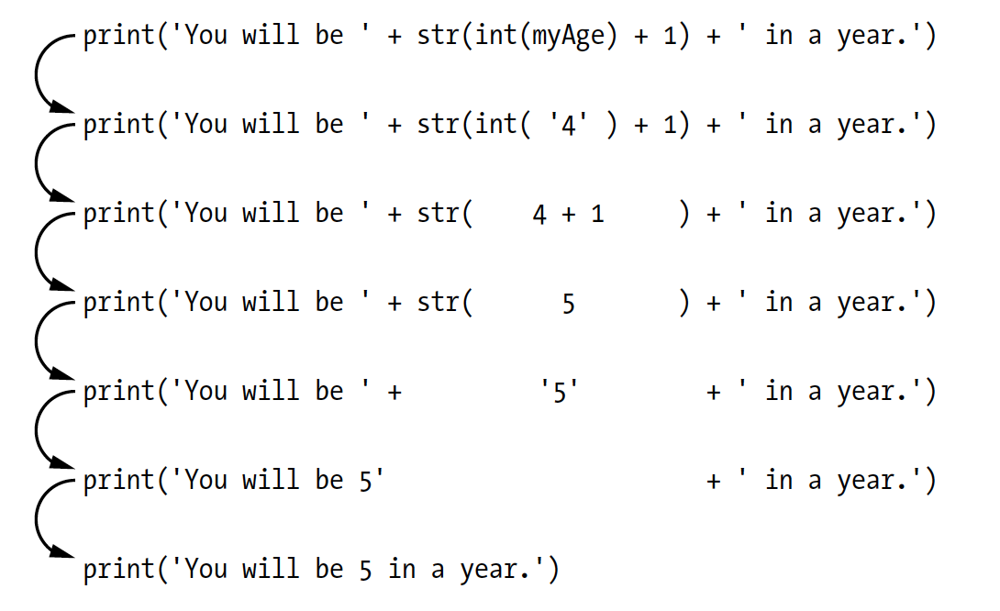 print('You will be ' + str(int(myAge) + 1) + ' in a year.')
print('You will be ' + str(int( '4' ) + 1) + ' in a year.')
print('You will be ' + str(    4 + 1     ) + ' in a year.')
print('You will be ' + str(      5       ) + ' in a year.')
print('You will be ' +         '5'         + ' in a year.')
print('You will be 5'                      + ' in a year.')
print('You will be 5 in a year.')